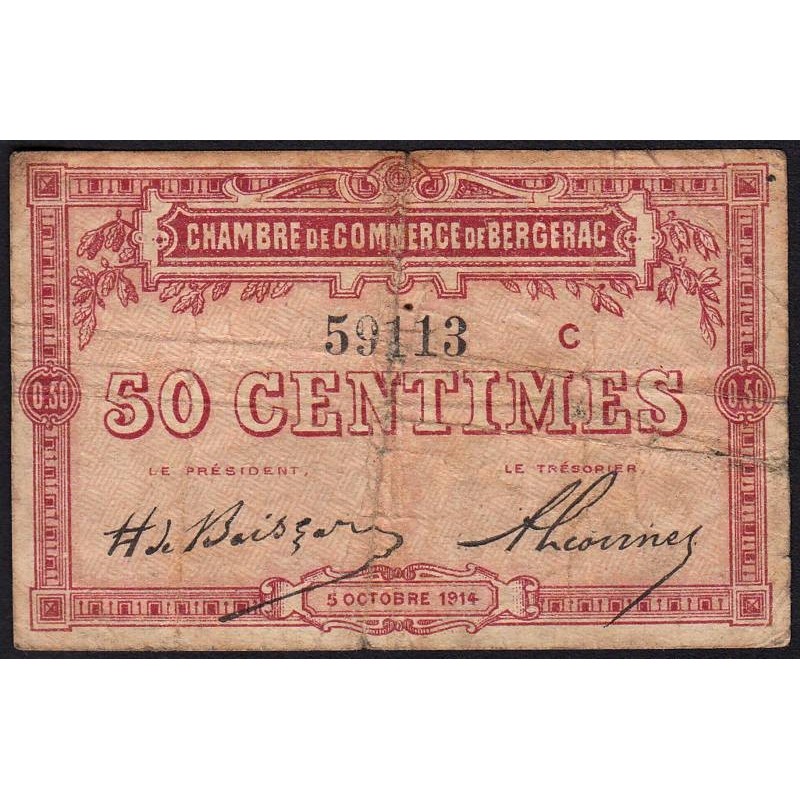 CHAMBRE DE COMMERCE DE BERGERAC
59113 C
50 CENTIMES
0.50 0.50
LE PRÉSIDENT, LE TRÉSORIER,
H de
5 OCTOBRE 1914